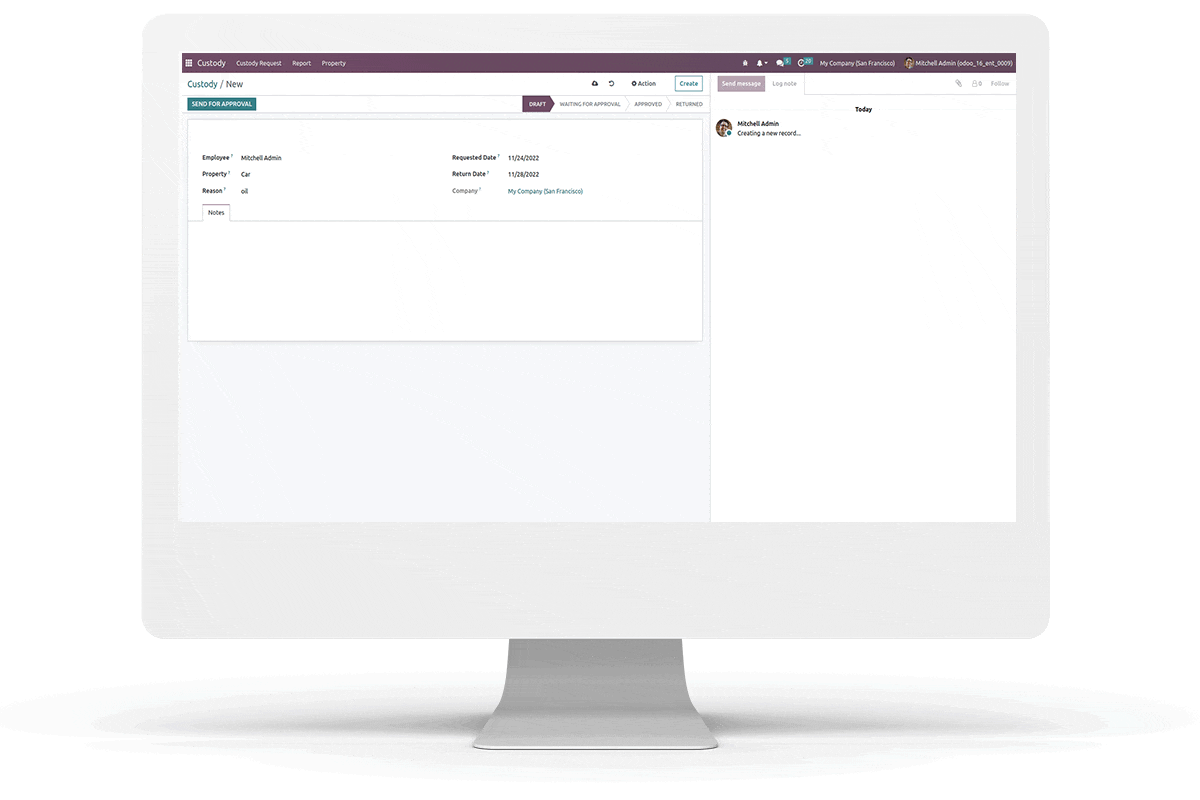 Custody Custody Request Report Property 5 28 My Company (San Francisco) Mitchell Admin (odoo_16_ent_0009)
Custody / New Action Create Send message Log note 0 Follow
SEND FOR APPROVAL DRAFT WAITING FOR APPROVAL APPROVED RETURNED
Today
Mitchell Admin
Creating a new record...
Employee ? Mitchell Admin Requested Date ? 11/24/2022
Property ? Car Return Date ? 11/28/2022
Reason ? oil Company ? My Company (San Francisco)
Notes